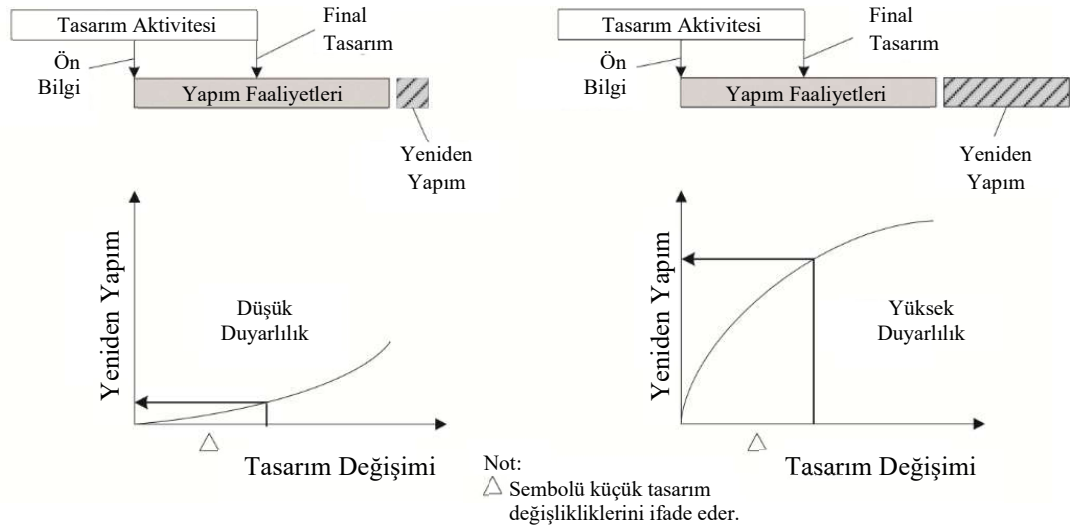 Tasarım Aktivitesi
Final
Tasarım
Ön
Bilgi
Yapım Faaliyetleri
Yeniden
Yapım
Yeniden Yapım
Düşük
Duyarlılık
Tasarım Değişimi
Tasarım Aktivitesi
Final
Tasarım
Ön
Bilgi
Yapım Faaliyetleri
Yeniden
Yapım
Yeniden Yapım
Yüksek
Duyarlılık
Tasarım Değişimi
Not:
△ Sembolü küçük tasarım
değişlikliklerini ifade eder.